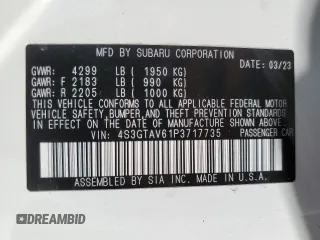 MFD BY SUBARU CORPORATION
GVWR: 4299 LB ( 1950 KG) DATE: 03/23
GAWR: F 2183 LB ( 990 KG)
GAWR: R 2205 LB ( 1000 KG)
THIS VEHICLE CONFORMS TO ALL APPLICABLE FEDERAL MOTOR
VEHICLE SAFETY, BUMPER, AND THEFT PREVENTION STANDARDS
IN EFFECT ON THE DATE OF MANUFACTURE SHOWN ABOVE.
VIN: 4S3GTAV61P3717735 PASSENGER CAR
ASSEMBLED BY SIA INC. MADE IN U.S.A.
DREAMBID